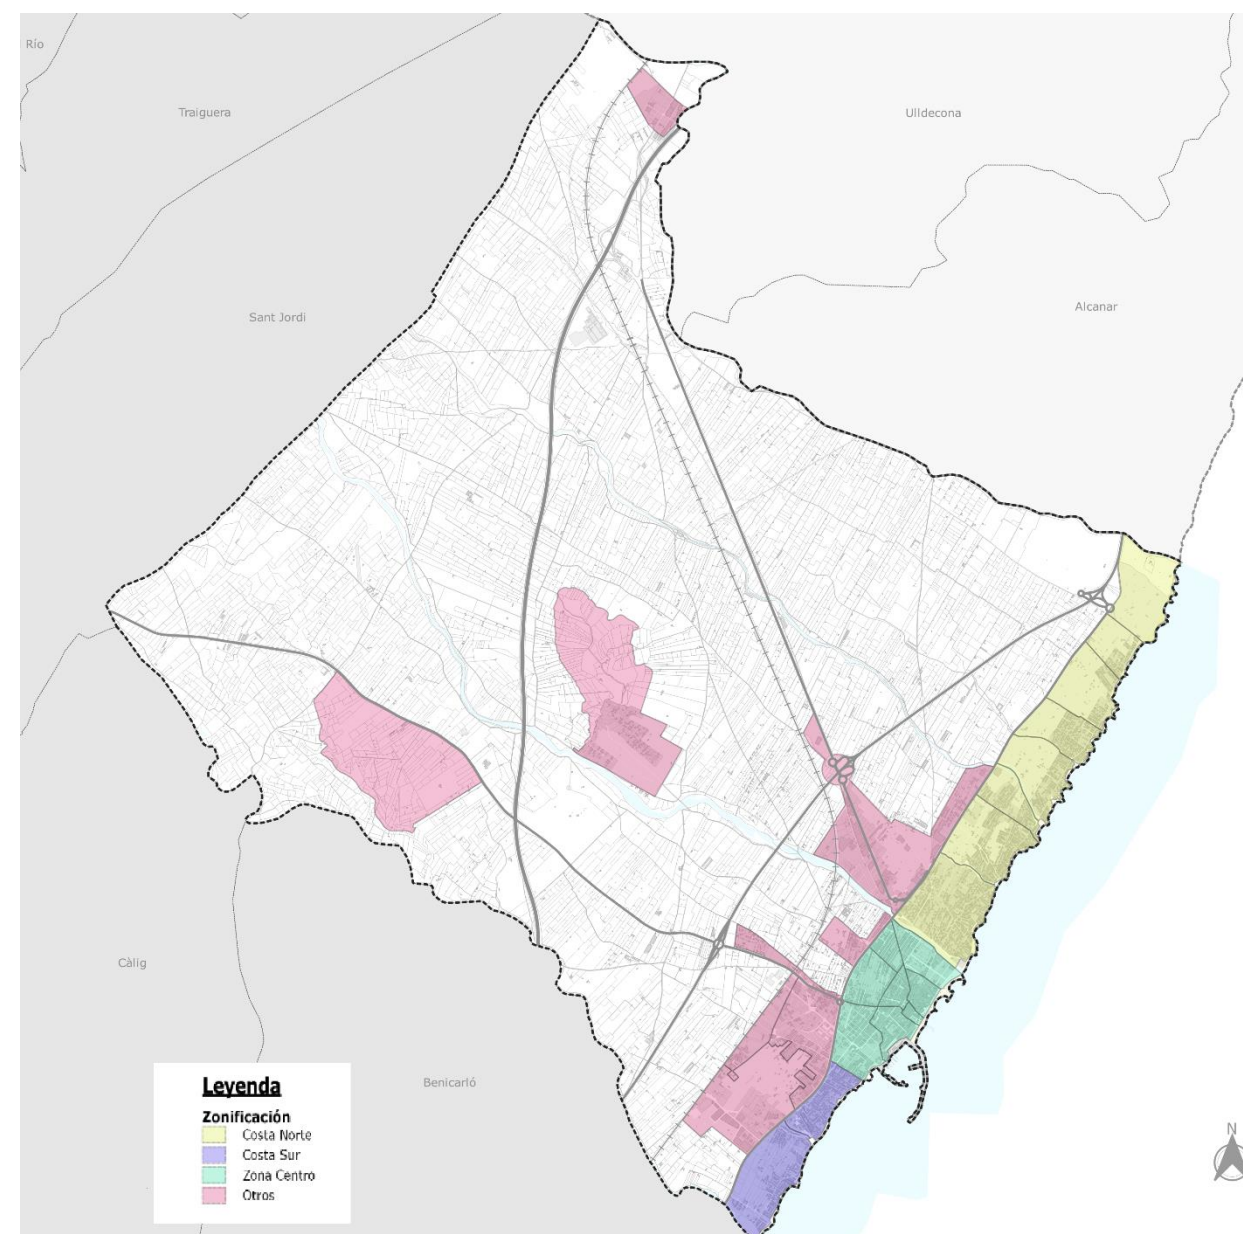 Río
Traiguera
Ulldecona
Sant Jordi
Alcanar
Càlig
Benicarló
Leyenda
Zonificación
Costa Norte
Costa Sur
Zona Centro
Otros
N